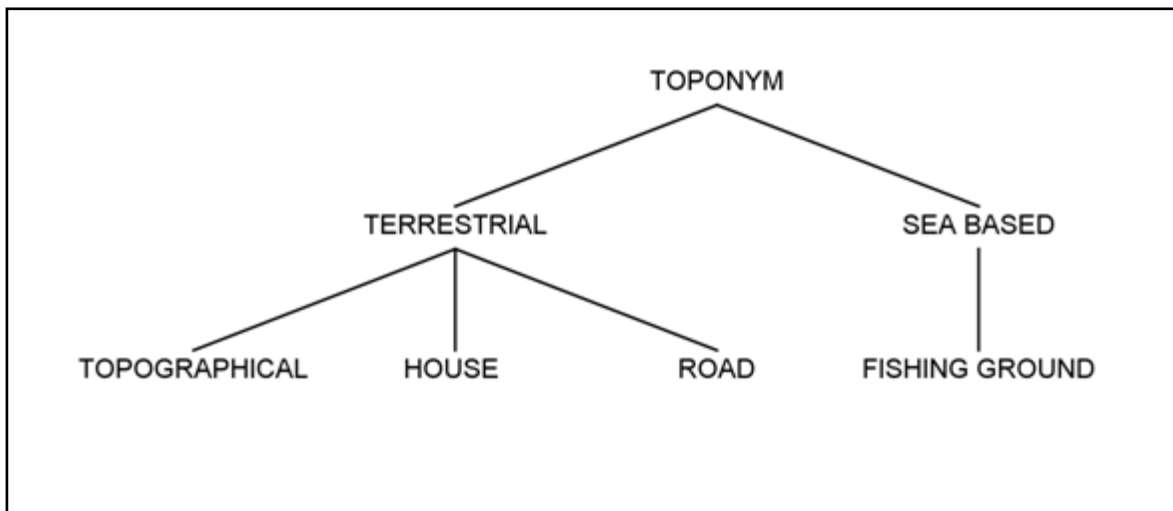 TOPONYM
TERRESTRIAL SEA BASED
TOPOGRAPHICAL HOUSE ROAD FISHING GROUND